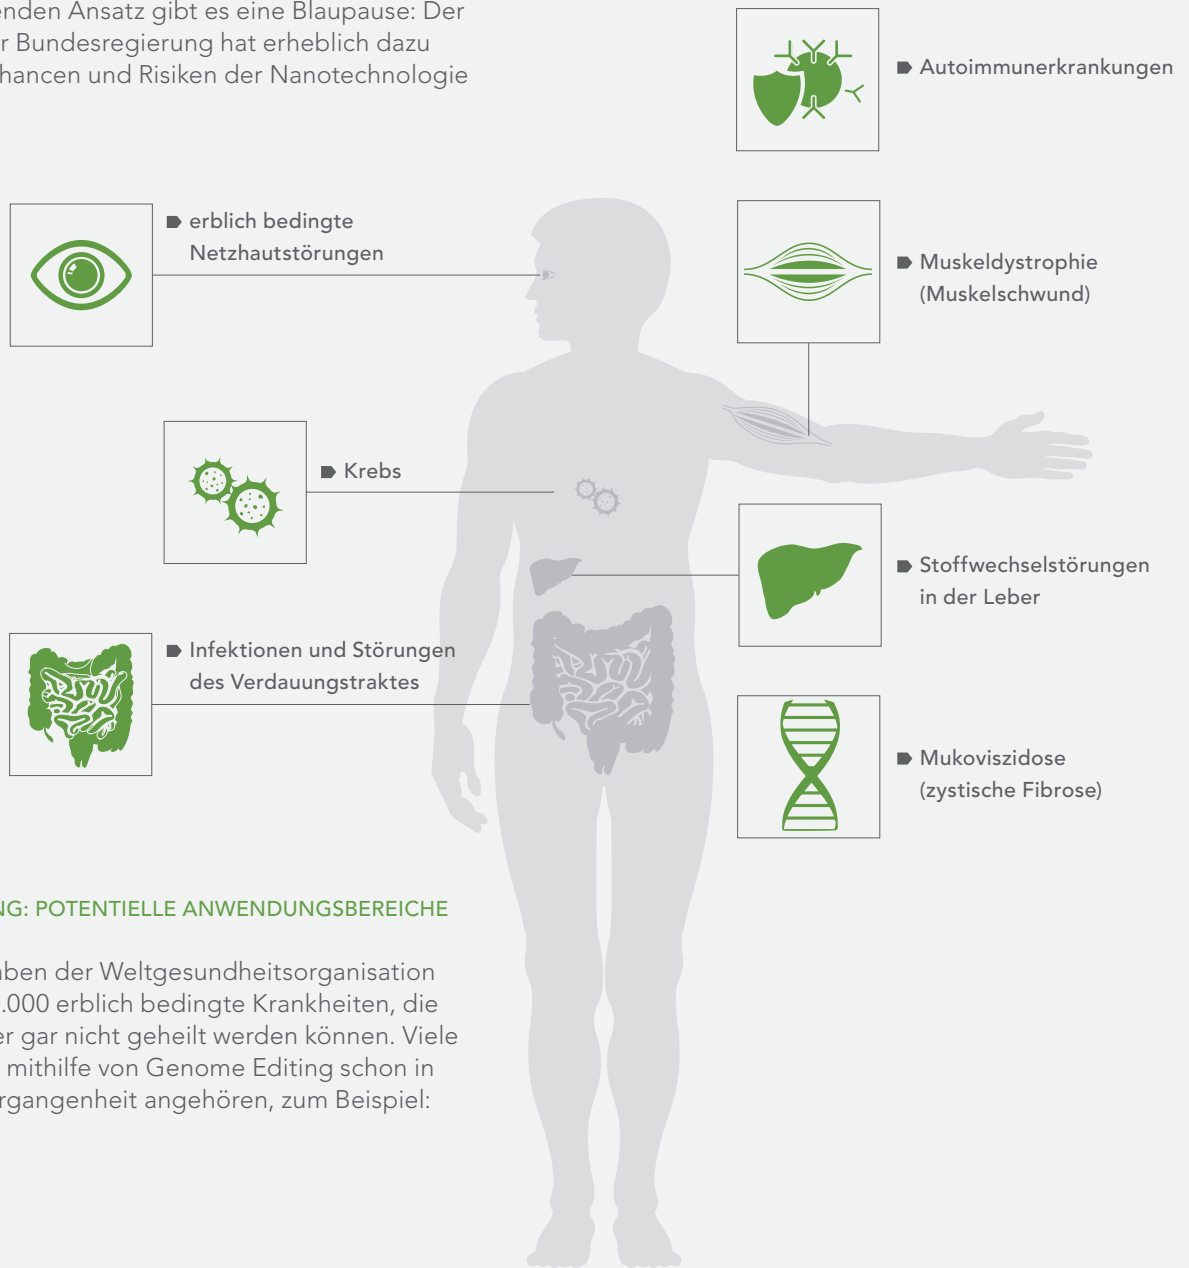 enden Ansatz gibt es eine Blaupause: Der
r Bundesregierung hat erheblich dazu
hancen und Risiken der Nanotechnologie
Autoimmunerkrankungen
erblich bedingte
Netzhautstörungen
Muskeldystrophie
(Muskelschwund)
Krebs
Stoffwechselstörungen
in der Leber
Infektionen und Störungen
des Verdauungstraktes
Mukoviszidose
(zystische Fibrose)
NG: POTENTIELLE ANWENDUNGSBEREICHE
aben der Weltgesundheitsorganisation
0.000 erblich bedingte Krankheiten, die
er gar nicht geheilt werden können. Viele
mithilfe von Genome Editing schon in
rgangenheit angehören, zum Beispiel: